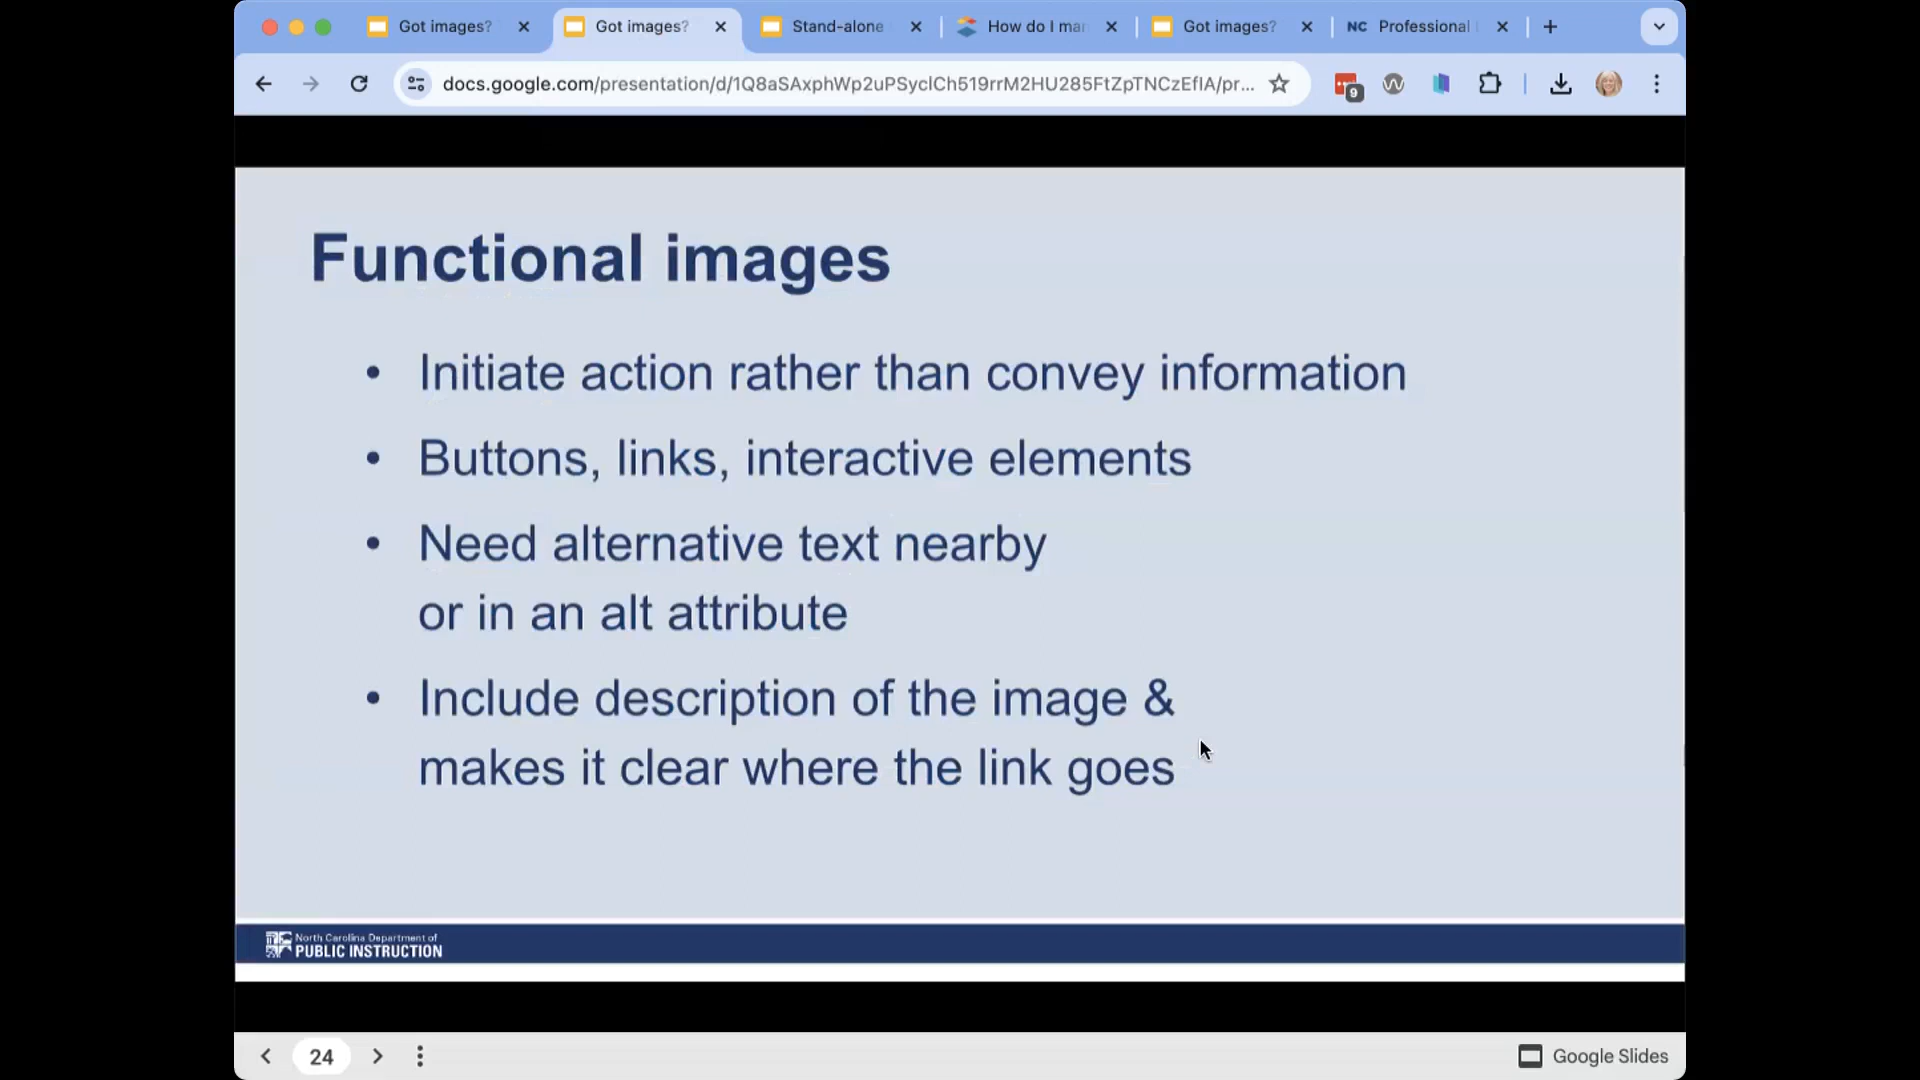 Got images?
Got images?
Stand-alone
How do I mar
Got images?
NC Professional
docs.google.com/presentation/d/1Q8aSAxphWp2uPSyclCh519rrM2HU285FtZpTNCzEfIA/pr...
9
Functional images
• Initiate action rather than convey information
• Buttons, links, interactive elements
• Need alternative text nearby
or in an alt attribute
• Include description of the image &
makes it clear where the link goes
North Carolina Department of
PUBLIC INSTRUCTION
24
Google Slides